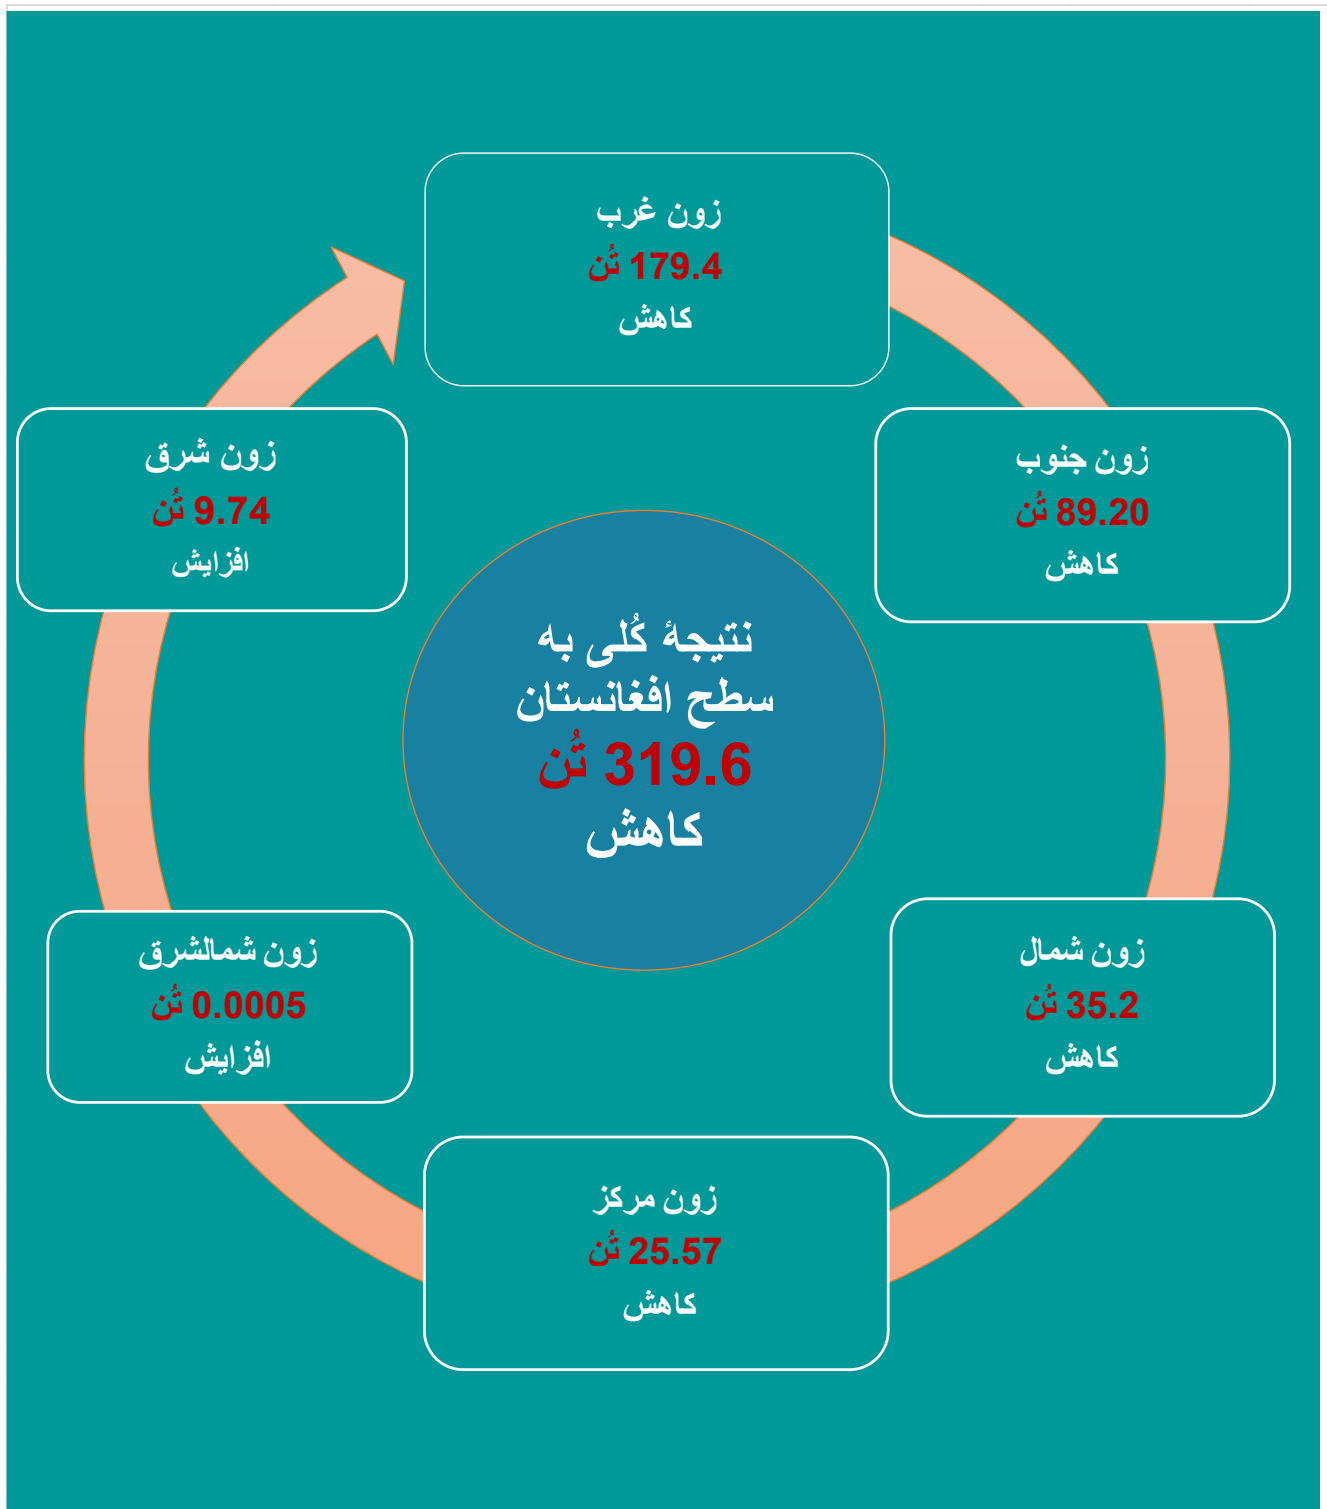 زون غرب
179.4 تُن
کاهش
زون جنوب
89.20 تُن
کاهش
زون شمال
35.2 تُن
کاهش
زون مرکز
25.57 تُن
کاهش
زون شمالشرق
0.0005 تُن
افزایش
زون شرق
9.74 تُن
افزایش
نتیجهٔ کُلی به
سطح افغانستان
319.6 تُن
کاهش